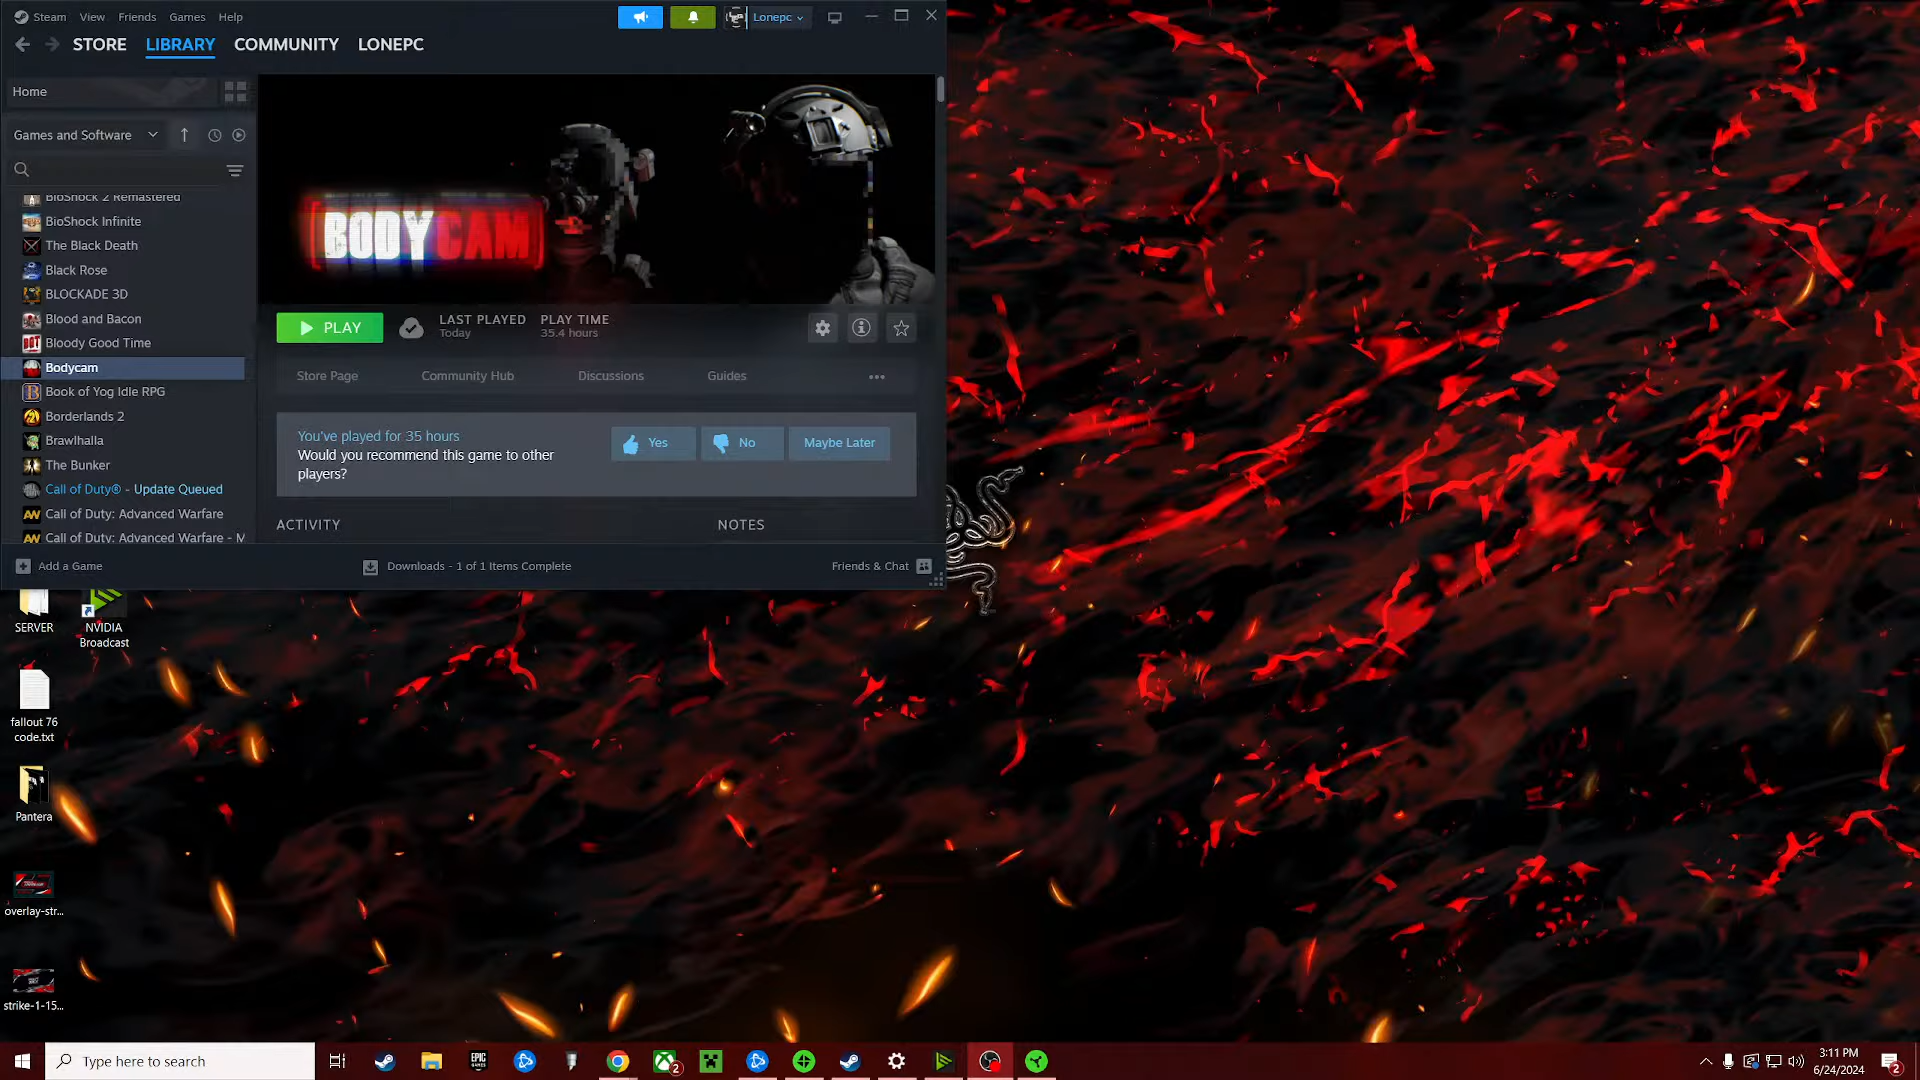 Steam View Friends Games Help
Lonepc
STORE LIBRARY COMMUNITY LONEPC
Home
Games and Software
BioShock 2 Remastered
BioShock Infinite
The Black Death
Black Rose
BLOCKADE 3D
Blood and Bacon
Bloody Good Time
Bodycam
Book of Yog Idle RPG
Borderlands 2
Brawlhalla
The Bunker
Call of Duty® - Update Queued
Call of Duty: Advanced Warfare
Call of Duty: Advanced Warfare - M
BODYCAM
PLAY
LAST PLAYED
Today
PLAY TIME
35.4 hours
Store Page Community Hub Discussions Guides
You've played for 35 hours
Would you recommend this game to other
players?
Yes No Maybe Later
ACTIVITY NOTES
Add a Game
Downloads - 1 of 1 Items Complete
Friends & Chat
SERVER
NVIDIA
Broadcast
fallout 76
code.txt
Pantera
overlay-str...
strike-1-15...
Type here to search
EPIC
GAMES
2
3:11 PM
6/24/2024
2